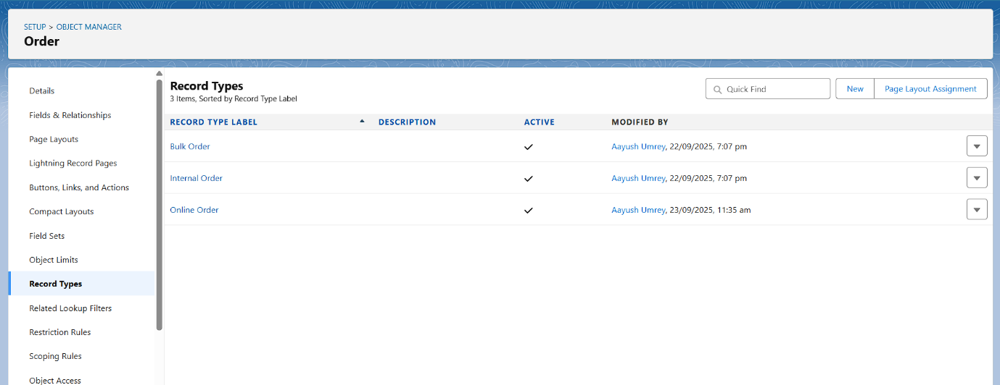 SETUP > OBJECT MANAGER
Order
Details
Fields & Relationships
Page Layouts
Lightning Record Pages
Buttons, Links, and Actions
Compact Layouts
Field Sets
Object Limits
Record Types
Related Lookup Filters
Restriction Rules
Scoping Rules
Object Access
Record Types
3 Items, Sorted by Record Type Label
Quick Find
New
Page Layout Assignment
RECORD TYPE LABEL DESCRIPTION ACTIVE MODIFIED BY
Bulk Order Aayush Umrey, 22/09/2025, 7:07 pm
Internal Order Aayush Umrey, 22/09/2025, 7:07 pm
Online Order Aayush Umrey, 23/09/2025, 11:35 am